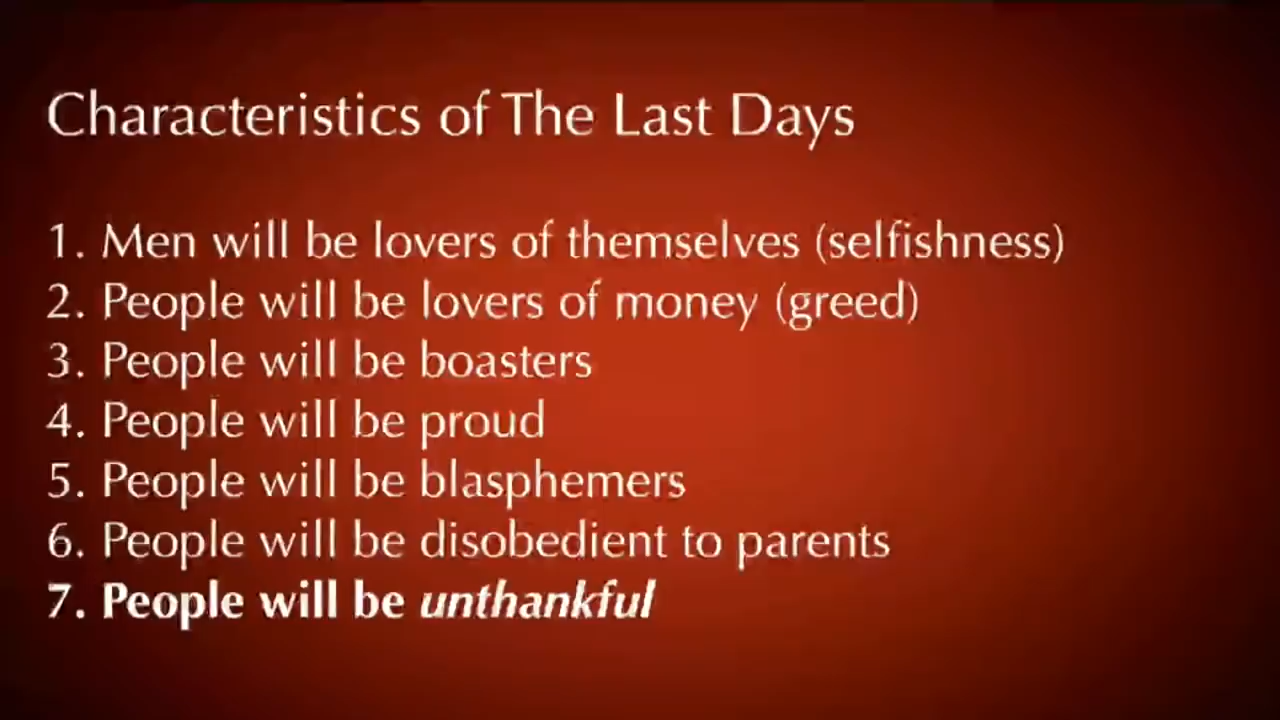 Characteristics of The Last Days
1. Men will be lovers of themselves (selfishness)
2. People will be lovers of money (greed)
3. People will be boasters
4. People will be proud
5. People will be blasphemers
6. People will be disobedient to parents
7. People will be unthankful